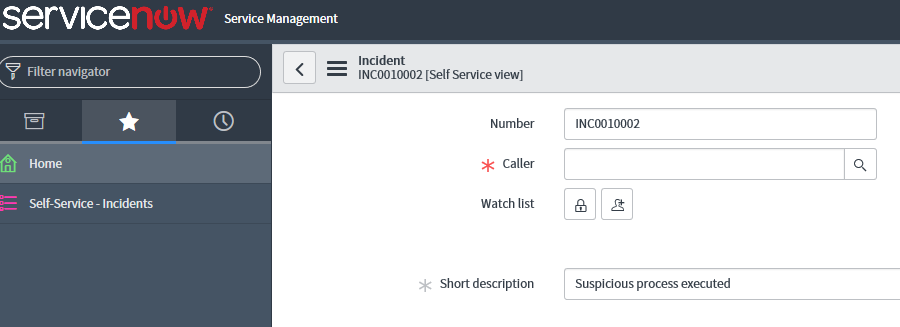 servicenow Service Management
Filter navigator
Home
Self-Service - Incidents
Incident
INC0010002 [Self Service view]
Number INC0010002
Caller
Watch list
Short description Suspicious process executed